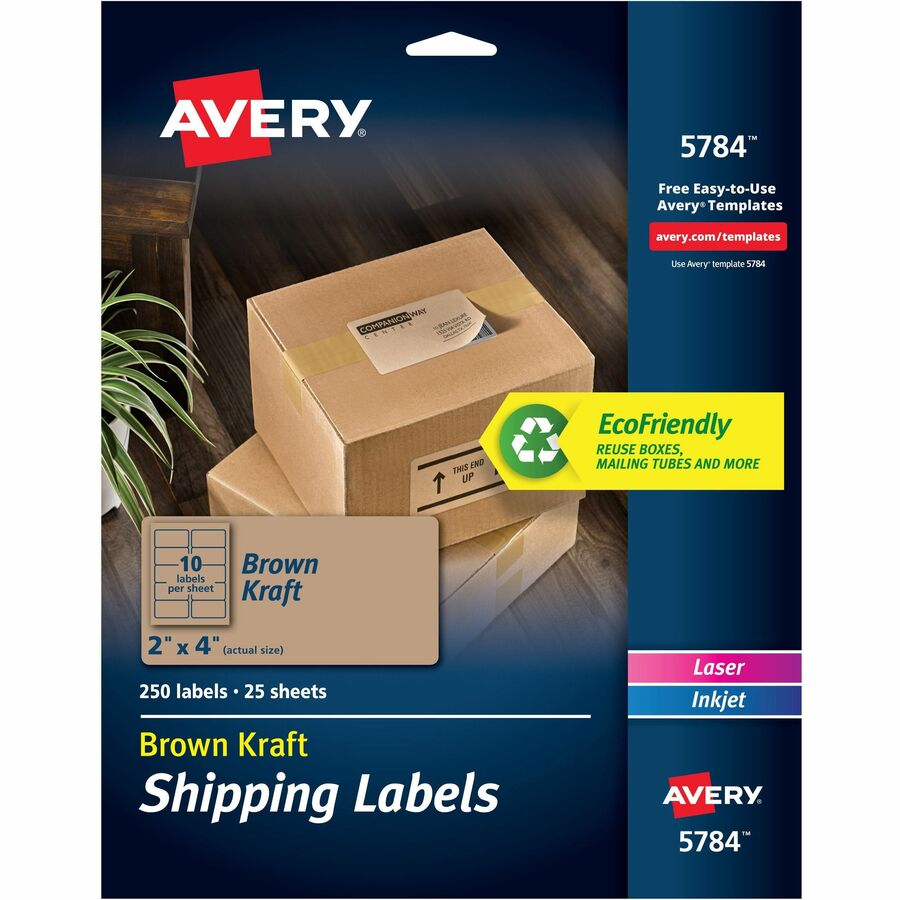 AVERY®
5784™
Free Easy-to-Use
Avery® Templates
avery.com/templates
Use Avery® template 5784
COMPANION WAY
CENTER
EcoFriendly
REUSE BOXES,
MAILING TUBES AND MORE
THIS END
UP
10
labels
per sheet
Brown
Kraft
2" x 4" (actual size)
250 labels • 25 sheets
Laser
Inkjet
Brown Kraft
Shipping Labels
AVERY®
5784™